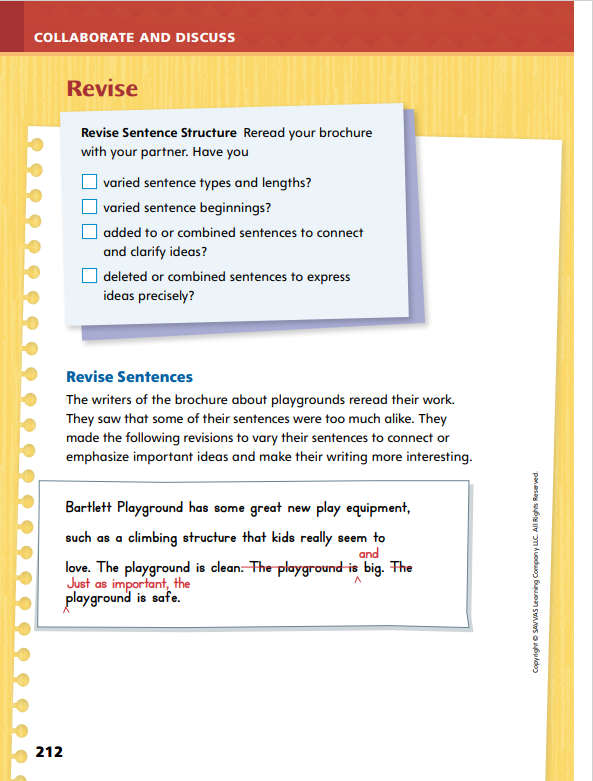 COLLABORATE AND DISCUSS
Revise
Revise Sentence Structure Reread your brochure
with your partner. Have you
varied sentence types and lengths?
varied sentence beginnings?
added to or combined sentences to connect
and clarify ideas?
deleted or combined sentences to express
ideas precisely?
Revise Sentences
The writers of the brochure about playgrounds reread their work.
They saw that some of their sentences were too much alike. They
made the following revisions to vary their sentences to connect or
emphasize important ideas and make their writing more interesting.
Bartlett Playground has some great new play equipment,
such as a climbing structure that kids really seem to
and
love. The playground is clean. The playground is big. The
Just as important, the
playground is safe.
Copyright © SAVVAS Learning Company LLC. All Rights Reserved.
212